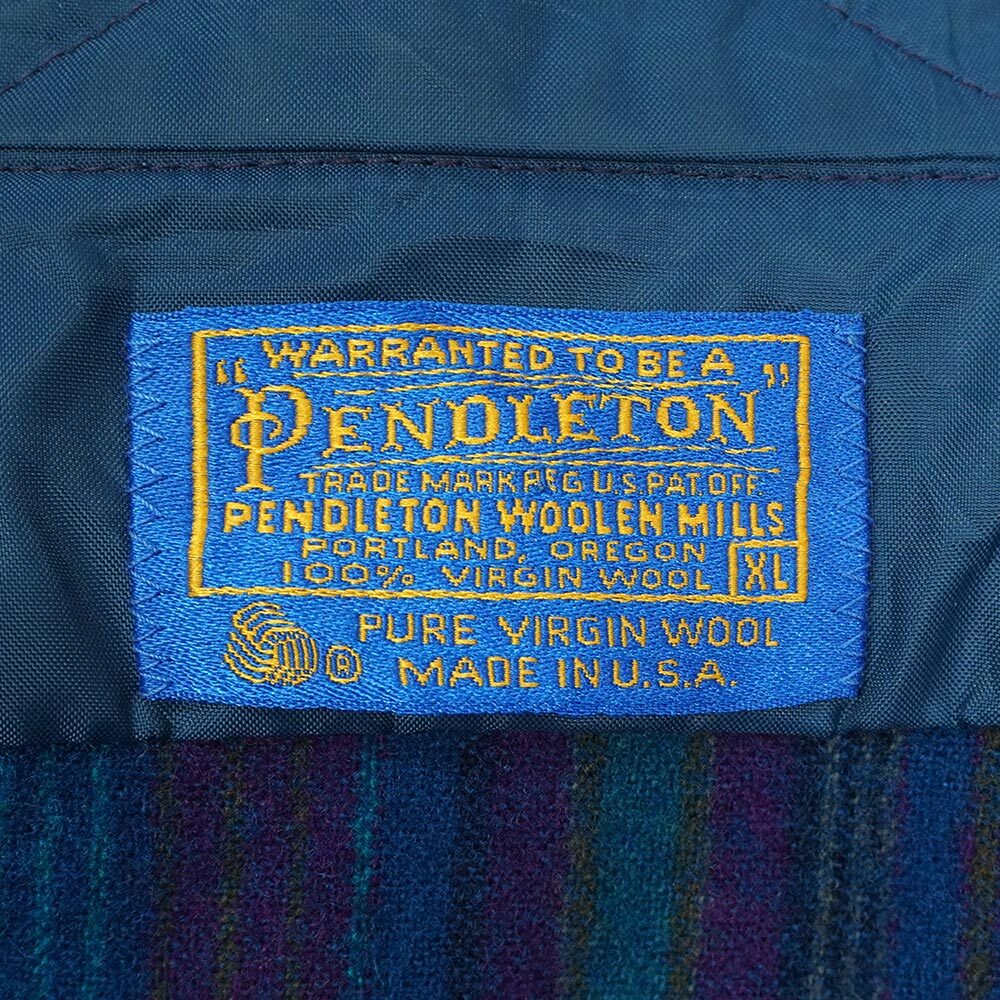 "WARRANTED TO BE A
PENDLETON"
TRADE MARK REG U.S. PAT. OFF.
PENDLETON WOOLEN MILLS
PORTLAND, OREGON
100% VIRGIN WOOL XL
PURE VIRGIN WOOL
® MADE IN U.S.A.